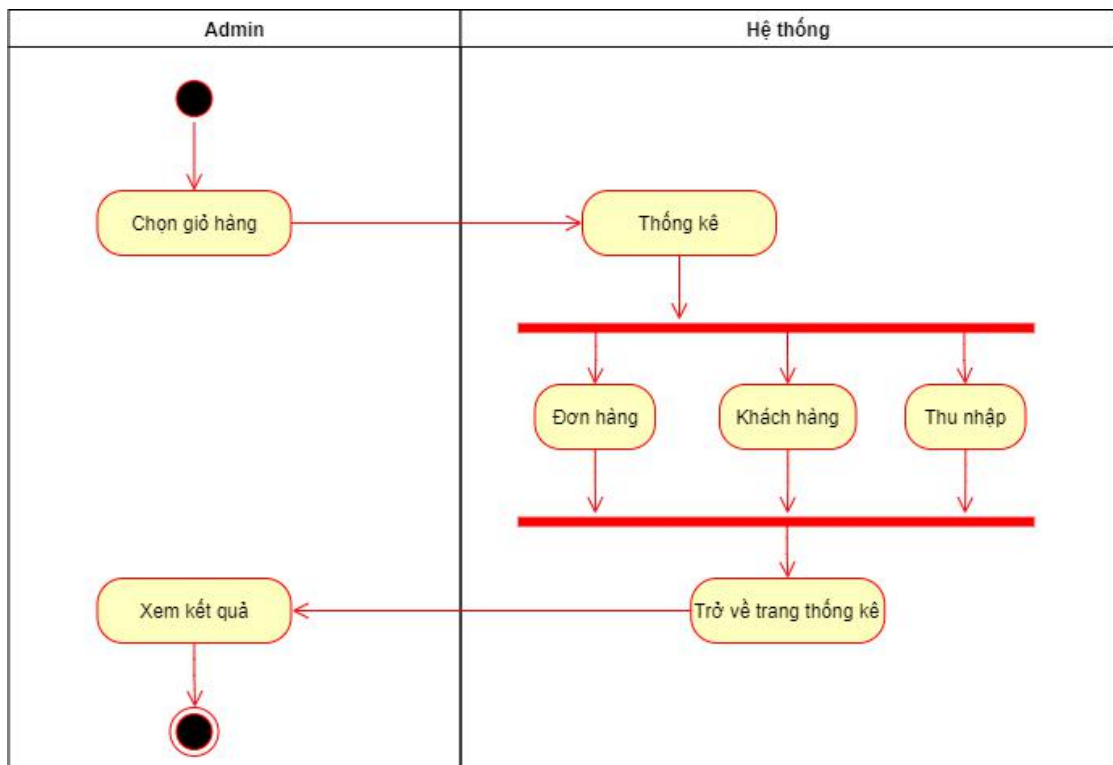 Admin
Hệ thống
Chọn giỏ hàng
Thống kê
Đơn hàng
Khách hàng
Thu nhập
Xem kết quả
Trở về trang thống kê